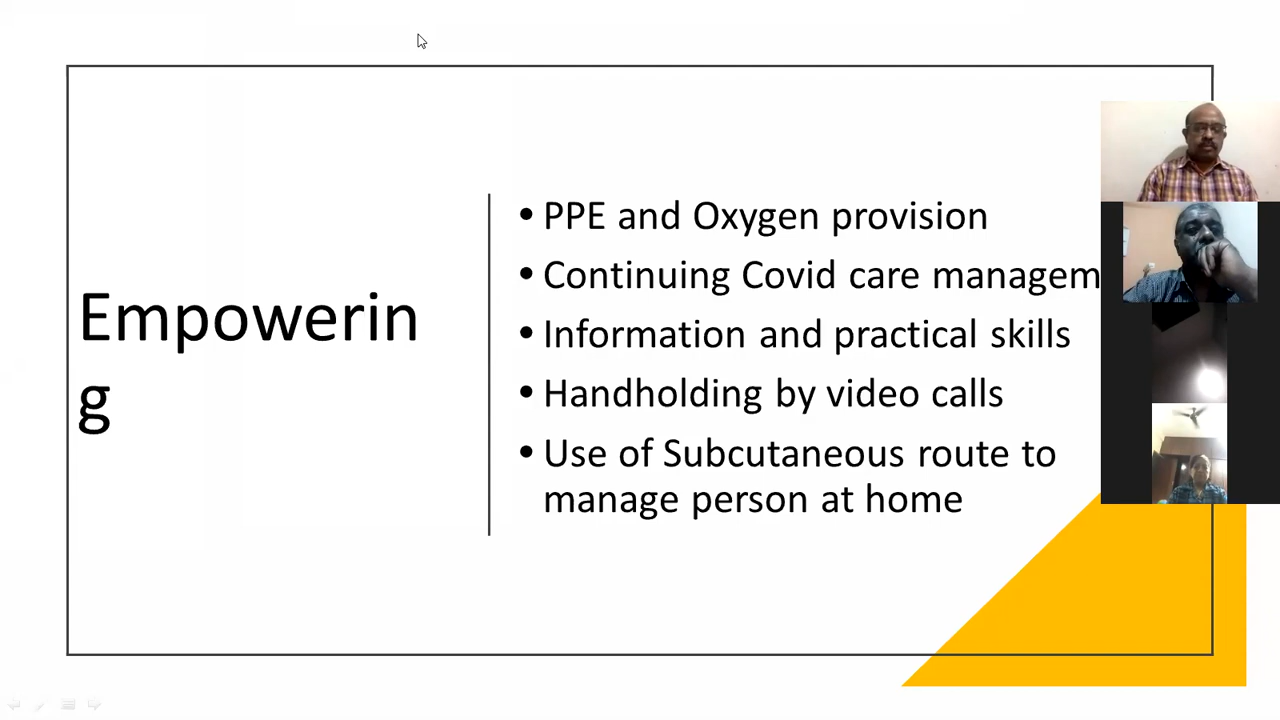 Empowerin
g
• PPE and Oxygen provision
• Continuing Covid care managem
• Information and practical skills
• Handholding by video calls
• Use of Subcutaneous route to
manage person at home